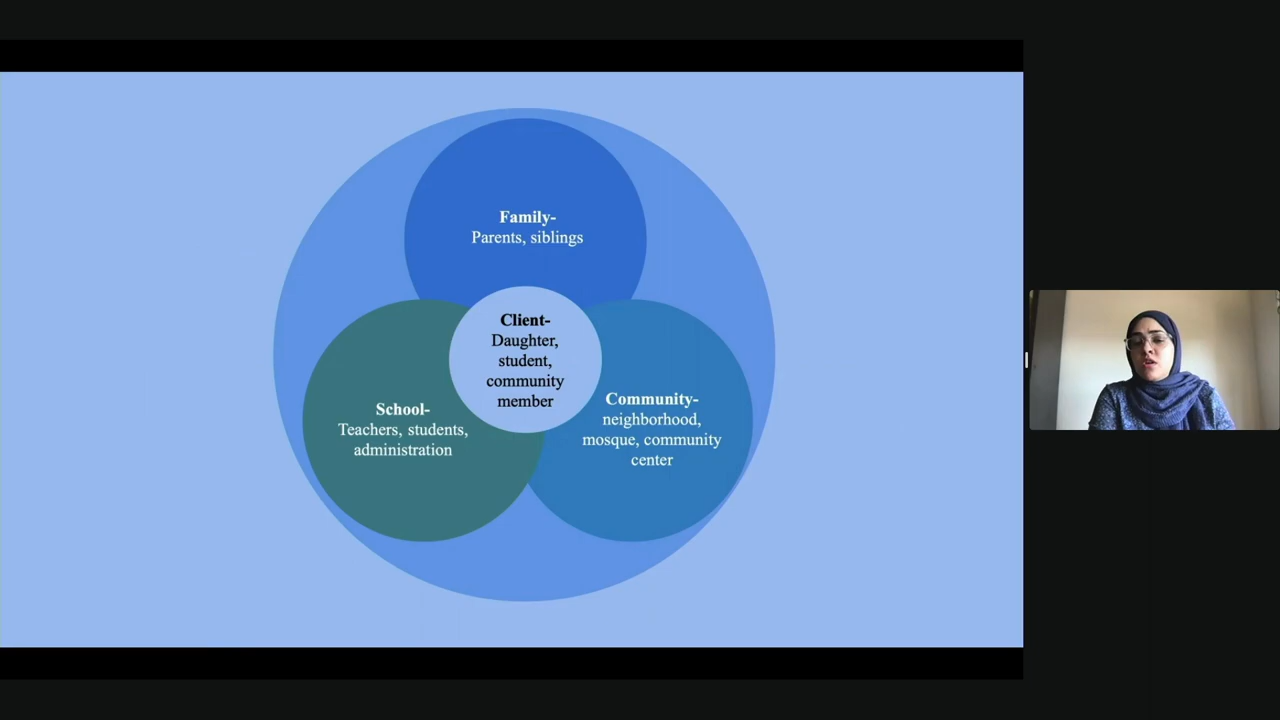 Family-
Parents, siblings
Client-
Daughter,
student,
community
member
School-
Teachers, students,
administration
Community-
neighborhood,
mosque, community
center